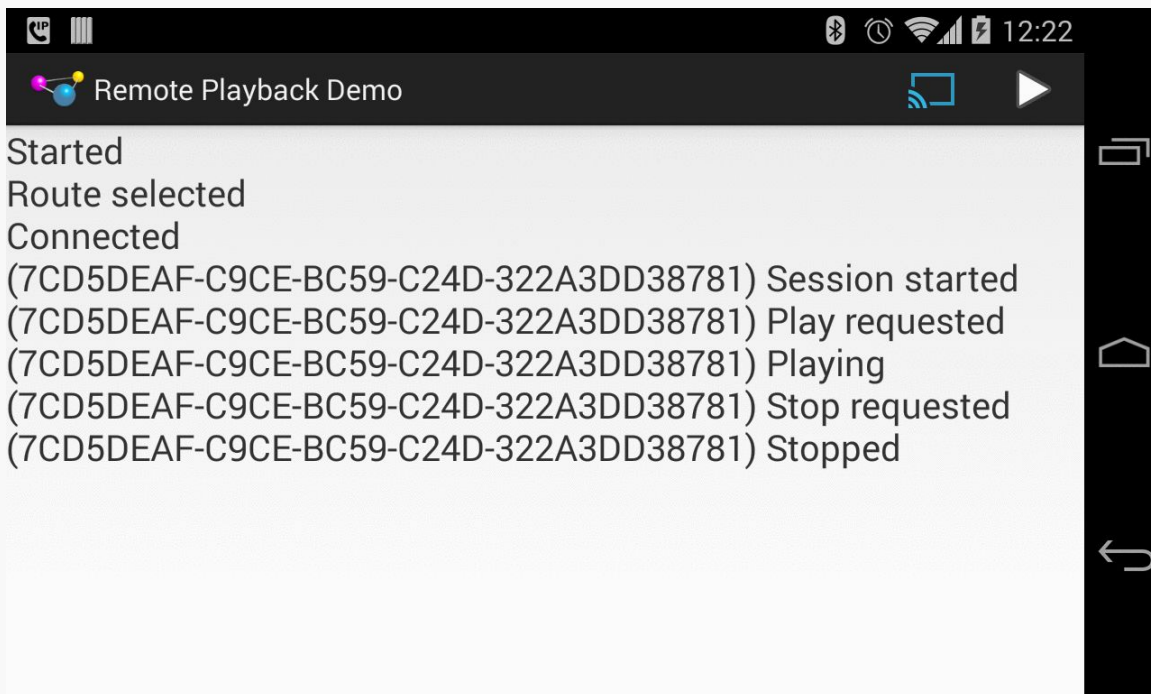 IP
12:22
Remote Playback Demo
Started
Route selected
Connected
(7CD5DEAF-C9CE-BC59-C24D-322A3DD38781) Session started
(7CD5DEAF-C9CE-BC59-C24D-322A3DD38781) Play requested
(7CD5DEAF-C9CE-BC59-C24D-322A3DD38781) Playing
(7CD5DEAF-C9CE-BC59-C24D-322A3DD38781) Stop requested
(7CD5DEAF-C9CE-BC59-C24D-322A3DD38781) Stopped